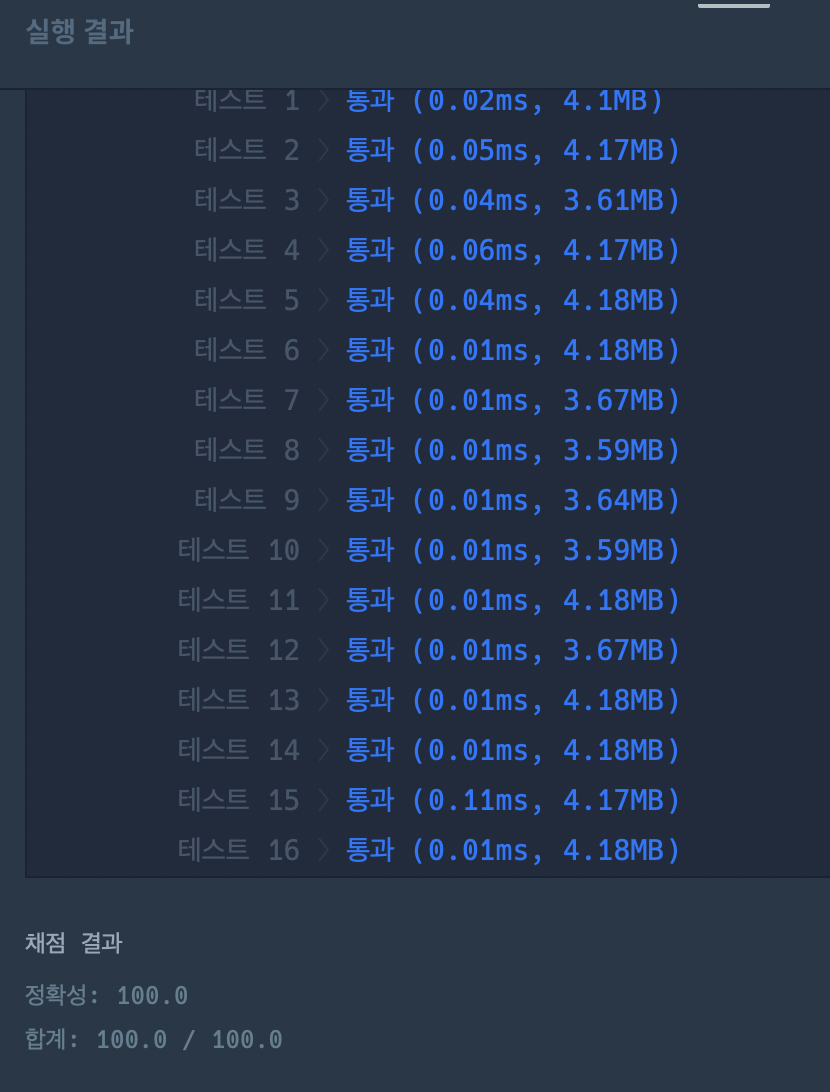 실행 결과
테스트 1 〉 통과 (0.02ms, 4.1MB)
테스트 2 〉 통과 (0.05ms, 4.17MB)
테스트 3 〉 통과 (0.04ms, 3.61MB)
테스트 4 〉 통과 (0.06ms, 4.17MB)
테스트 5 〉 통과 (0.04ms, 4.18MB)
테스트 6 〉 통과 (0.01ms, 4.18MB)
테스트 7 〉 통과 (0.01ms, 3.67MB)
테스트 8 〉 통과 (0.01ms, 3.59MB)
테스트 9 〉 통과 (0.01ms, 3.64MB)
테스트 10 〉 통과 (0.01ms, 3.59MB)
테스트 11 〉 통과 (0.01ms, 4.18MB)
테스트 12 〉 통과 (0.01ms, 3.67MB)
테스트 13 〉 통과 (0.01ms, 4.18MB)
테스트 14 〉 통과 (0.01ms, 4.18MB)
테스트 15 〉 통과 (0.11ms, 4.17MB)
테스트 16 〉 통과 (0.01ms, 4.18MB)
채점 결과
정확성: 100.0
합계: 100.0 / 100.0